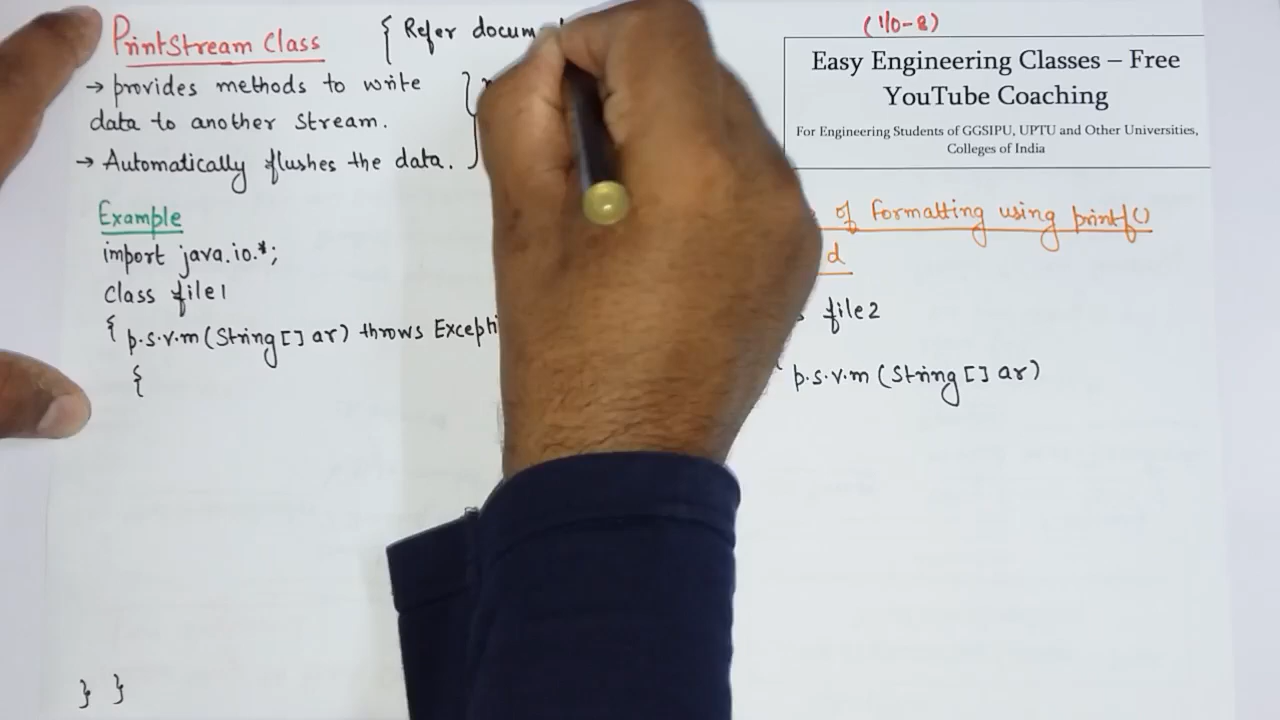 PrintStream Class
{ Refer
(I/O-8)
Easy Engineering Classes – Free
YouTube Coaching
For Engineering Students of GGSIPU, UPTU and Other Universities,
Colleges of India
→ provides methods to write
data to another stream.
→ Automatically flushes the data.
Example
import java.io.*;
class file1
{ p.s.v.m (String [] ar) throws
{
} }
of formatting using printf()
file2
p.s.v.m (String [] ar)